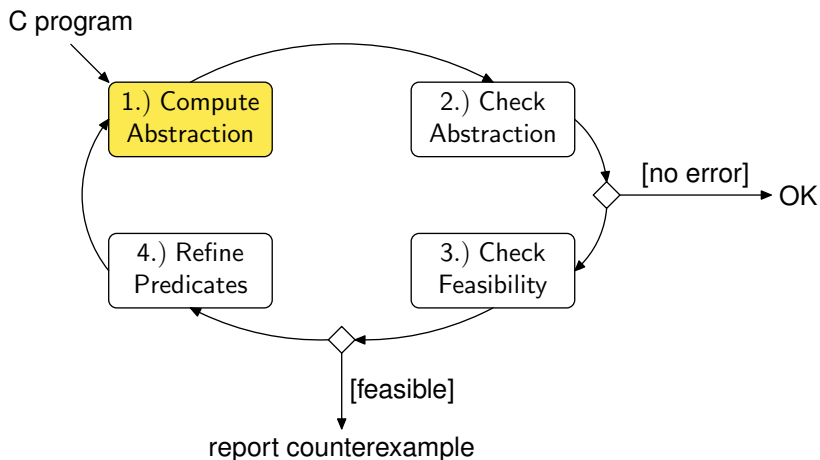 C program
1.) Compute
Abstraction
2.) Check
Abstraction
[no error]
OK
4.) Refine
Predicates
3.) Check
Feasibility
[feasible]
report counterexample